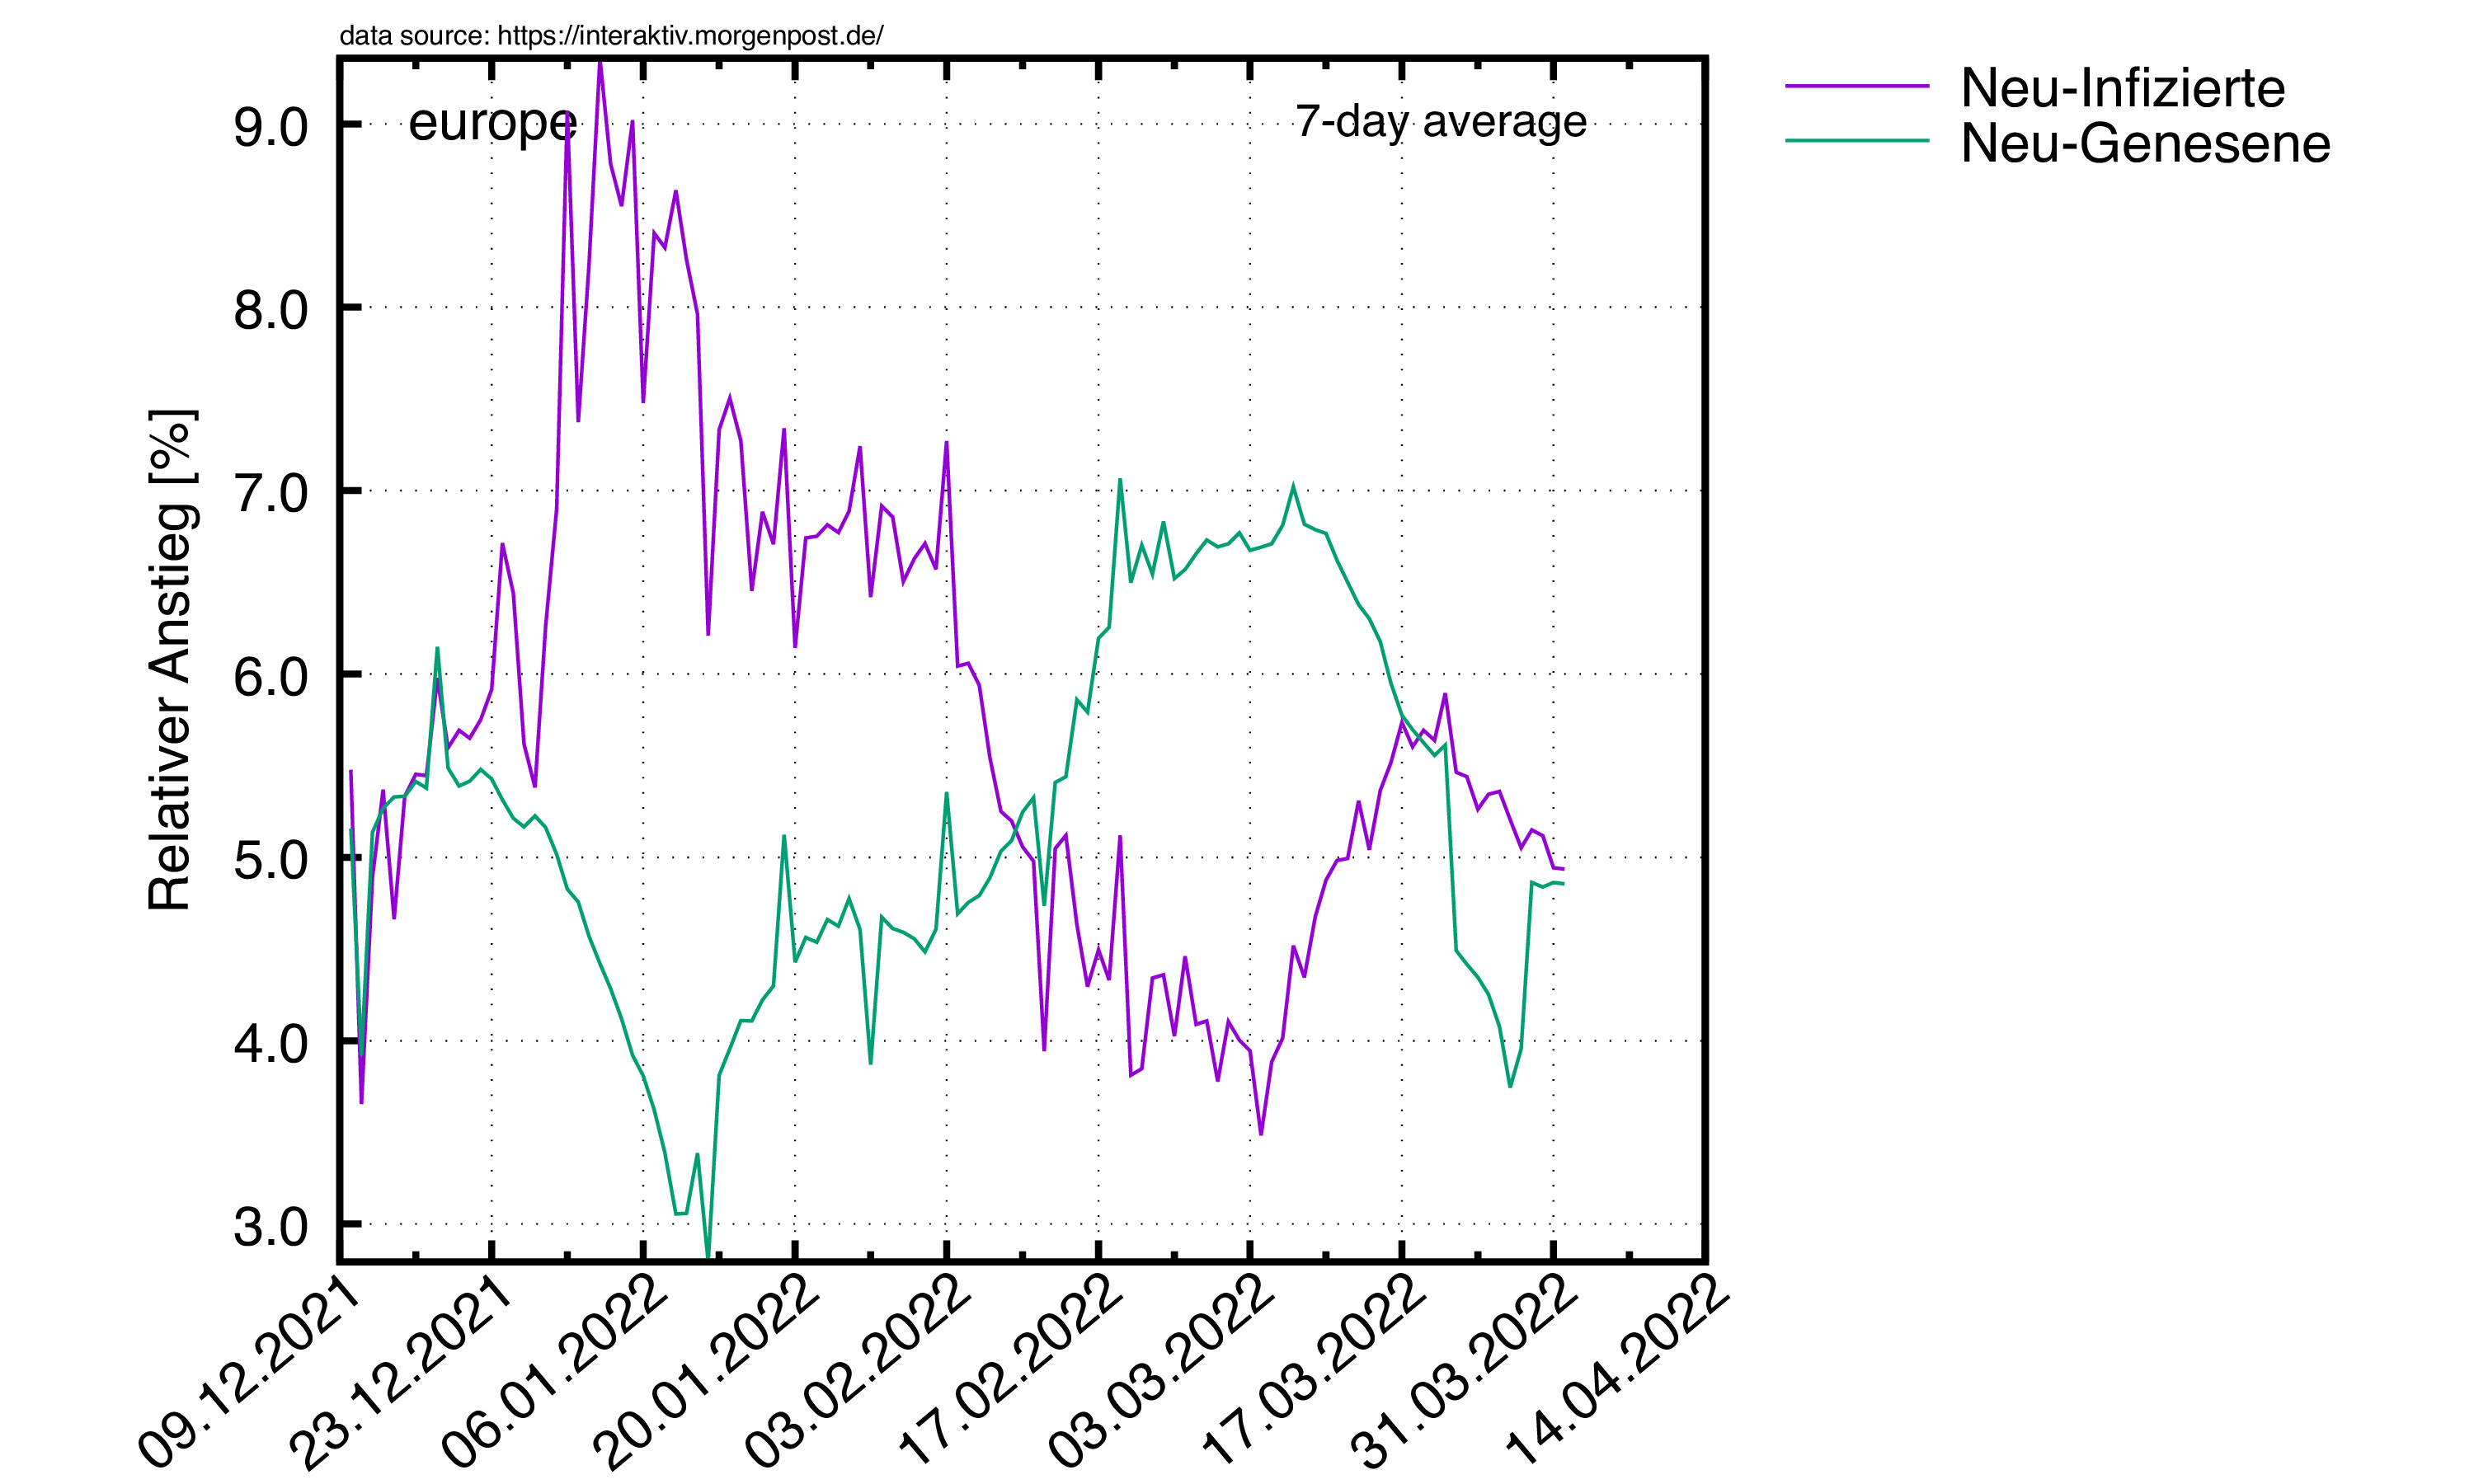 data source: https://interaktiv.morgenpost.de/
europe
7-day average
Neu-Infizierte
Neu-Genesene
Relativer Anstieg [%]
9.0
8.0
7.0
6.0
5.0
4.0
3.0
09.12.2021
23.12.2021
06.01.2022
20.01.2022
03.02.2022
17.02.2022
03.03.2022
17.03.2022
31.03.2022
14.04.2022